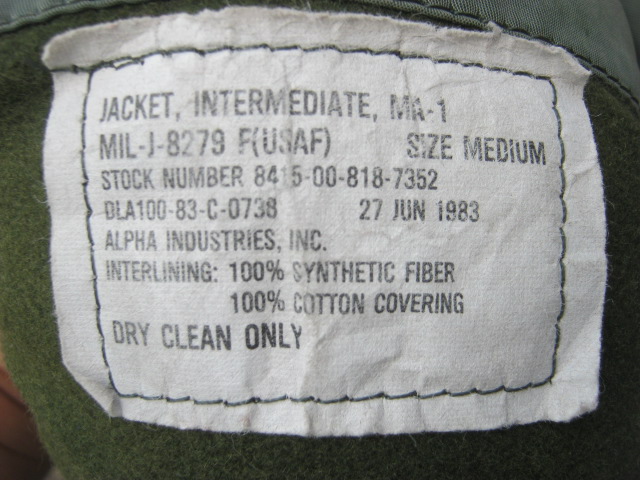 JACKET, INTERMEDIATE, MA-1
MIL-J-8279 F(USAF) SIZE MEDIUM
STOCK NUMBER 8415-00-818-7352
DLA100-83-C-0738 27 JUN 1983
ALPHA INDUSTRIES, INC.
INTERLINING: 100% SYNTHETIC FIBER
100% COTTON COVERING
DRY CLEAN ONLY